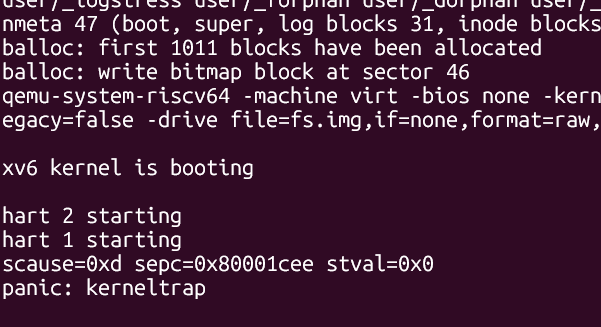 user/_logstress user/_forphan user/_dorphan user/_
nmeta 47 (boot, super, log blocks 31, inode blocks
balloc: first 1011 blocks have been allocated
balloc: write bitmap block at sector 46
qemu-system-riscv64 -machine virt -bios none -kern
egacy=false -drive file=fs.img,if=none,format=raw,
xv6 kernel is booting
hart 2 starting
hart 1 starting
scause=0xd sepc=0x80001cee stval=0x0
panic: kerneltrap